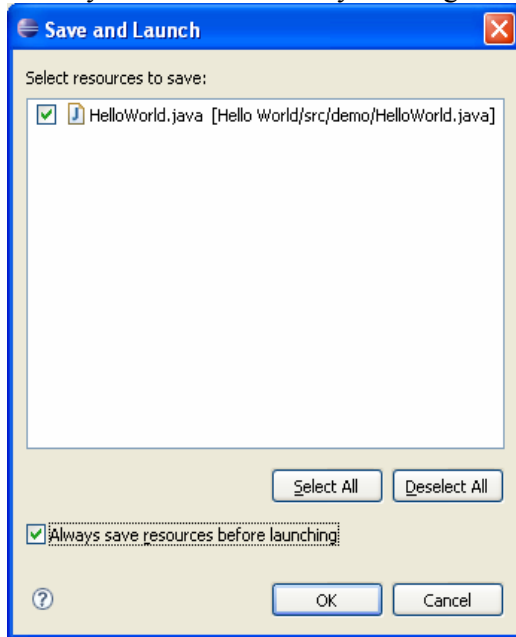 Save and Launch
Select resources to save:
HelloWorld.java [Hello World/src/demo/HelloWorld.java]
Select All Deselect All
Always save resources before launching
? OK Cancel